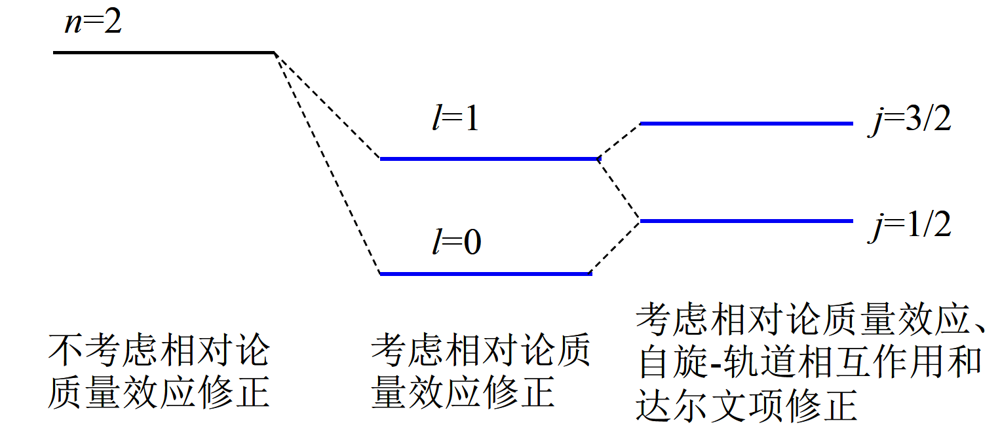 n=2
l=1
j=3/2
j=1/2
l=0
不考虑相对论
质量效应修正
考虑相对论质
量效应修正
考虑相对论质量效应、
自旋-轨道相互作用和
达尔文项修正